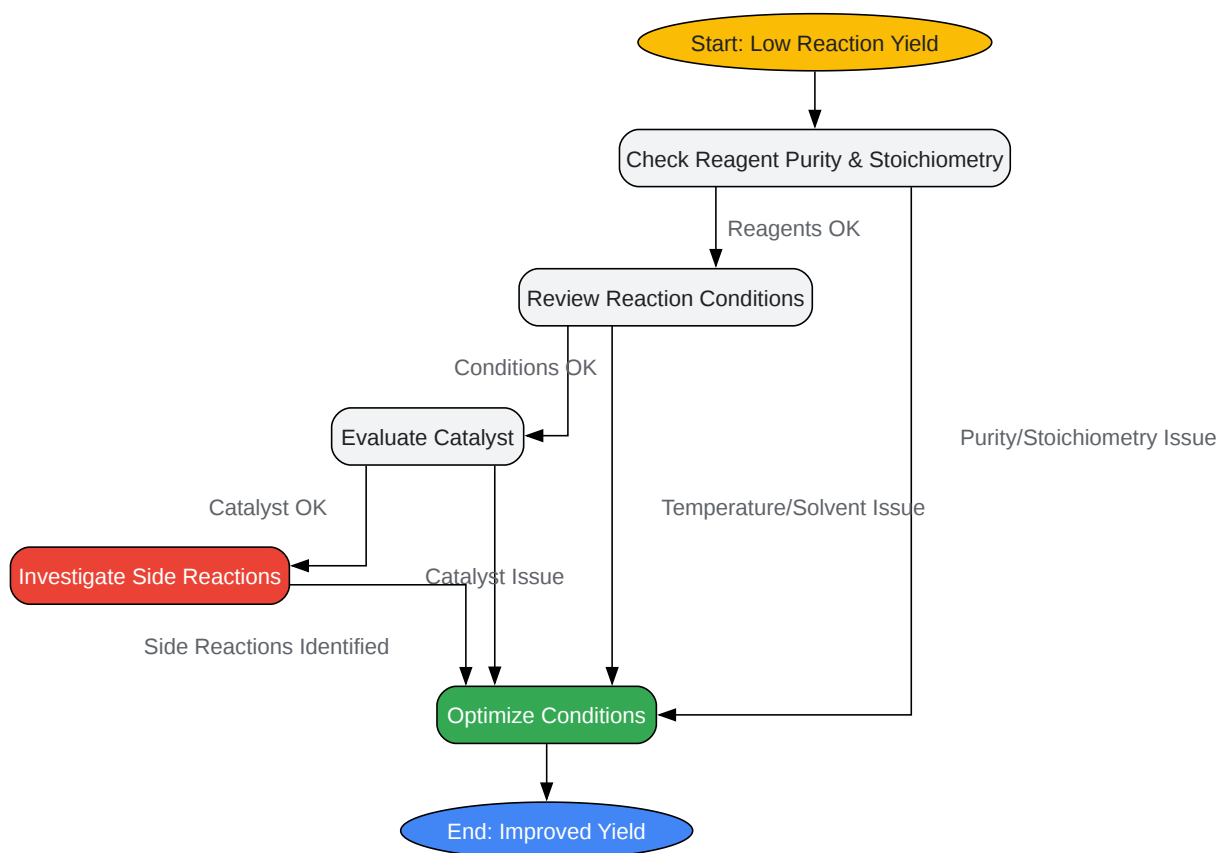 Start: Low Reaction Yield
Check Reagent Purity & Stoichiometry
Reagents OK
Review Reaction Conditions
Conditions OK
Evaluate Catalyst
Purity/Stoichiometry Issue
Catalyst OK
Temperature/Solvent Issue
Investigate Side Reactions
Catalyst Issue
Side Reactions Identified
Optimize Conditions
End: Improved Yield